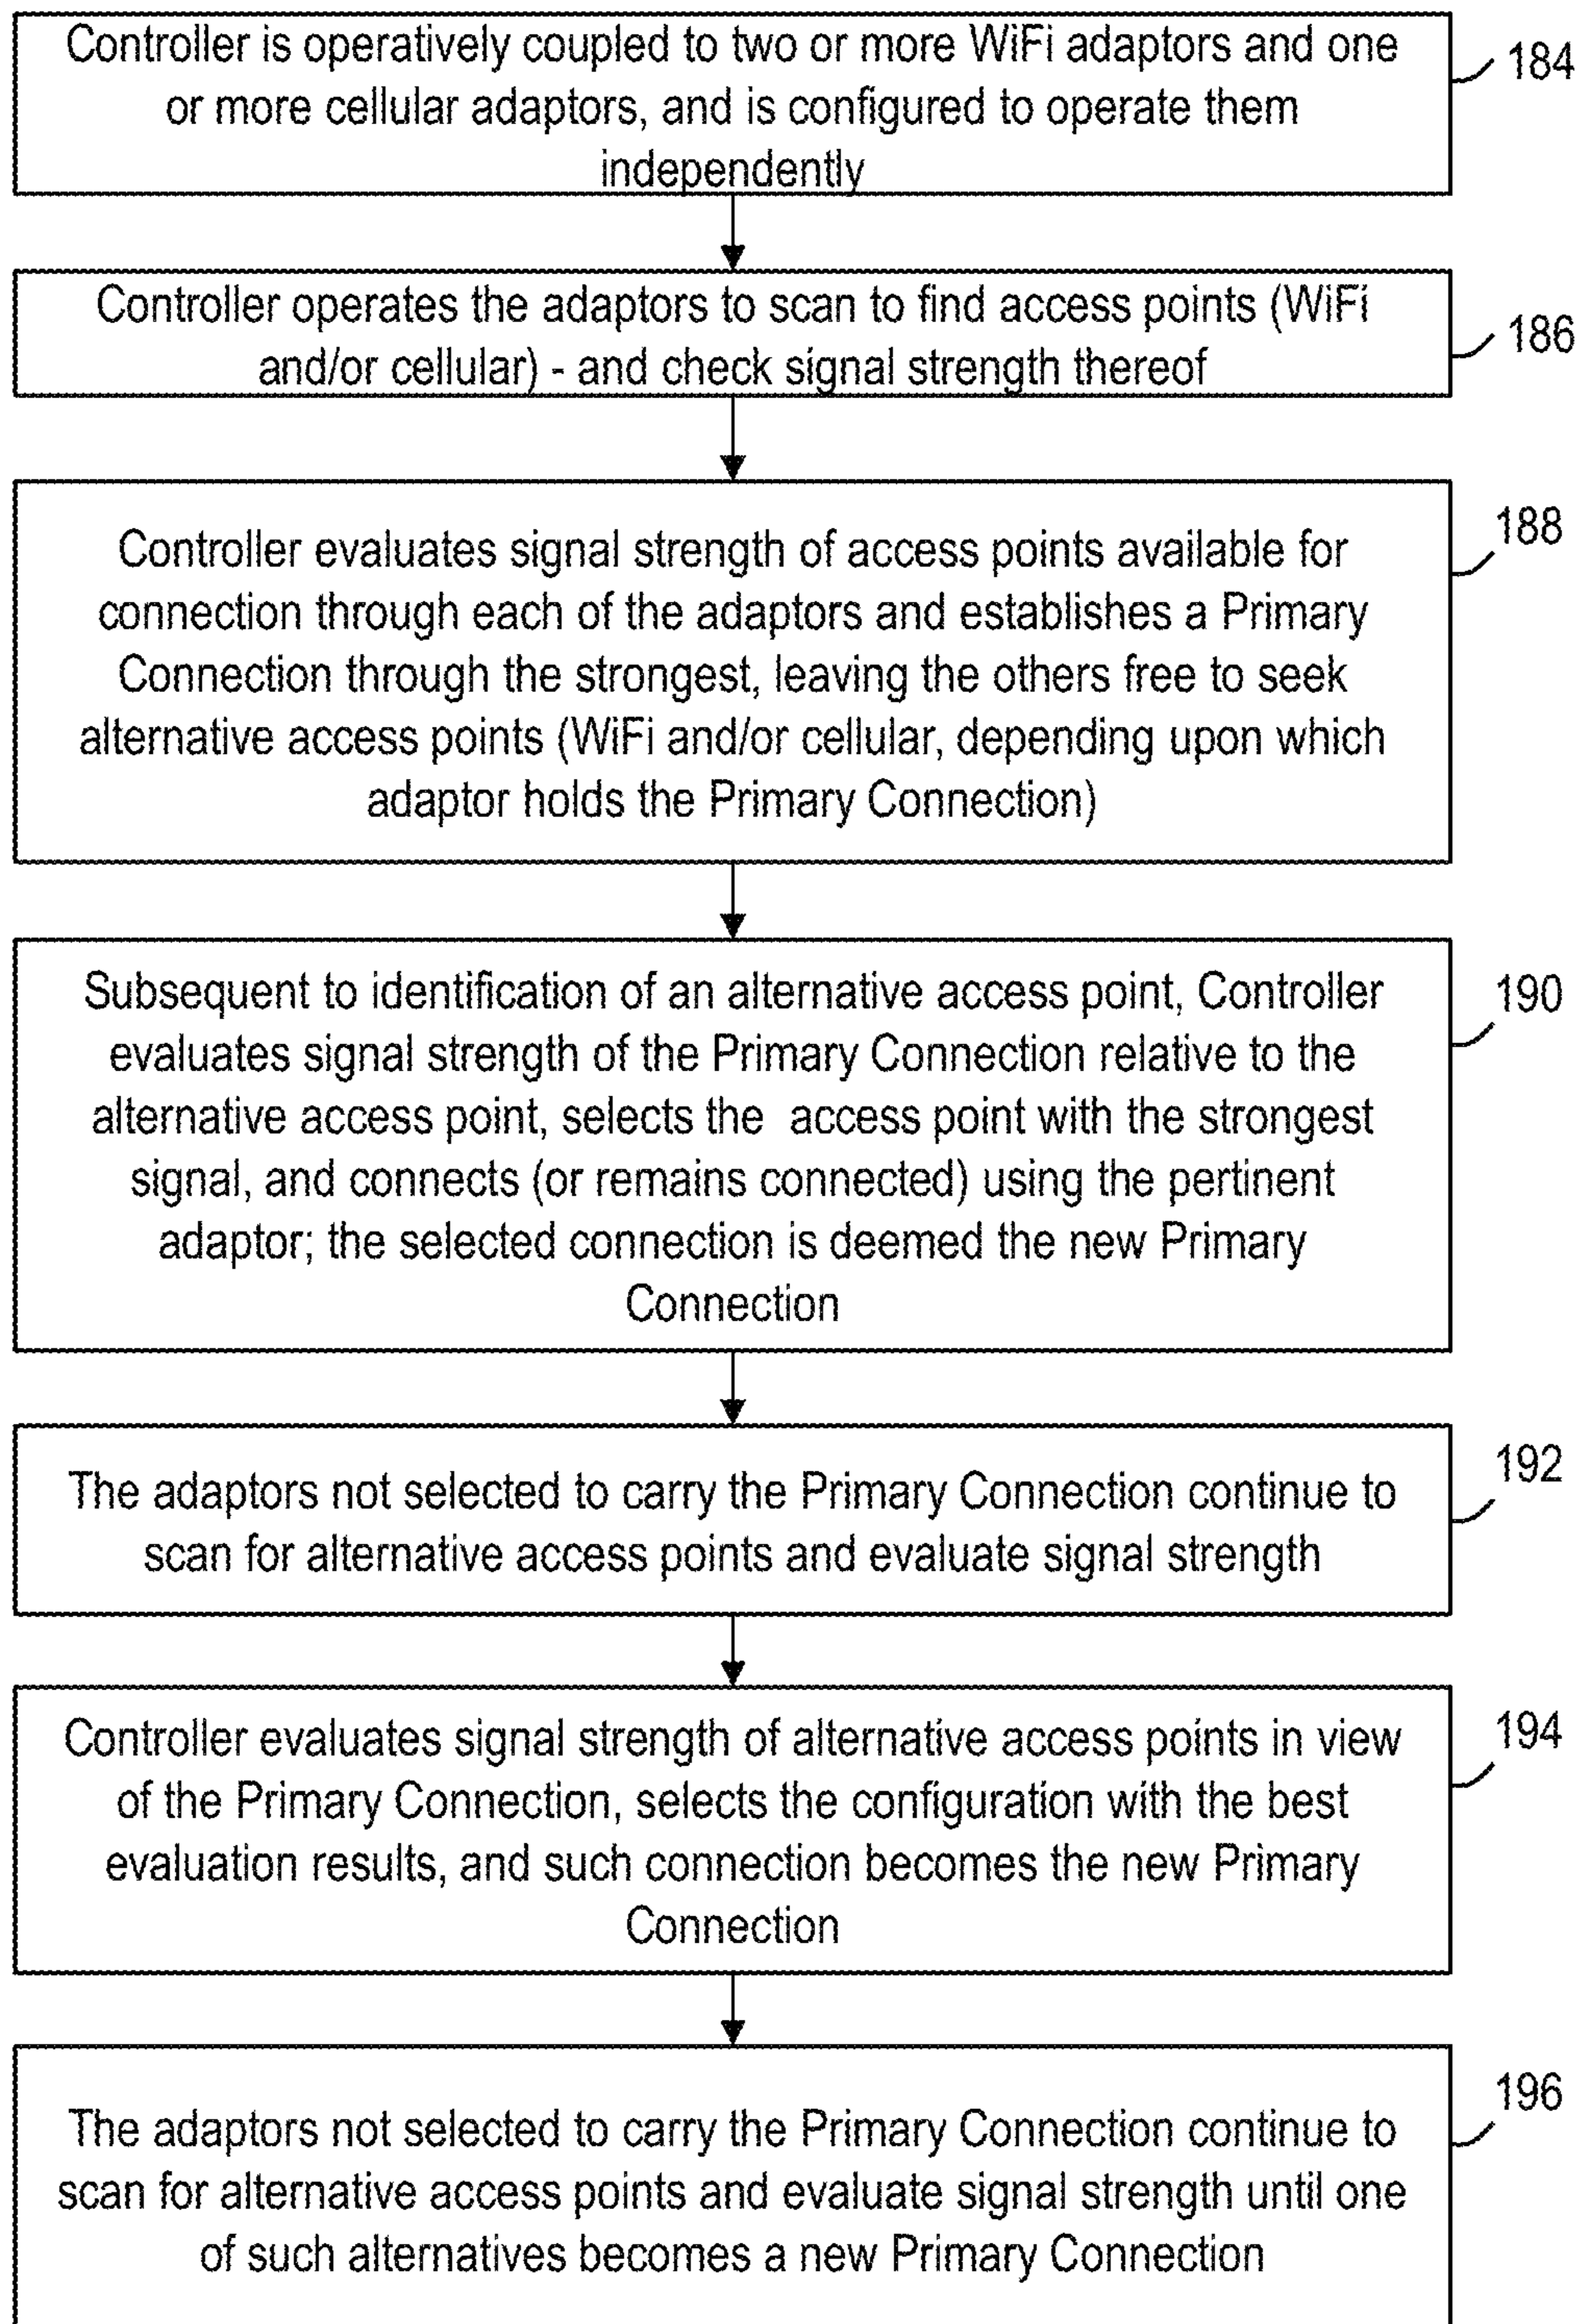 Controller is operatively coupled to two or more WiFi adaptors and one
or more cellular adaptors, and is configured to operate them
independently
184
Controller operates the adaptors to scan to find access points (WiFi
and/or cellular) - and check signal strength thereof
186
Controller evaluates signal strength of access points available for
connection through each of the adaptors and establishes a Primary
Connection through the strongest, leaving the others free to seek
alternative access points (WiFi and/or cellular, depending upon which
adaptor holds the Primary Connection)
188
Subsequent to identification of an alternative access point, Controller
evaluates signal strength of the Primary Connection relative to the
alternative access point, selects the access point with the strongest
signal, and connects (or remains connected) using the pertinent
adaptor; the selected connection is deemed the new Primary
Connection
190
The adaptors not selected to carry the Primary Connection continue to
scan for alternative access points and evaluate signal strength
192
Controller evaluates signal strength of alternative access points in view
of the Primary Connection, selects the configuration with the best
evaluation results, and such connection becomes the new Primary
Connection
194
The adaptors not selected to carry the Primary Connection continue to
scan for alternative access points and evaluate signal strength until one
of such alternatives becomes a new Primary Connection
196